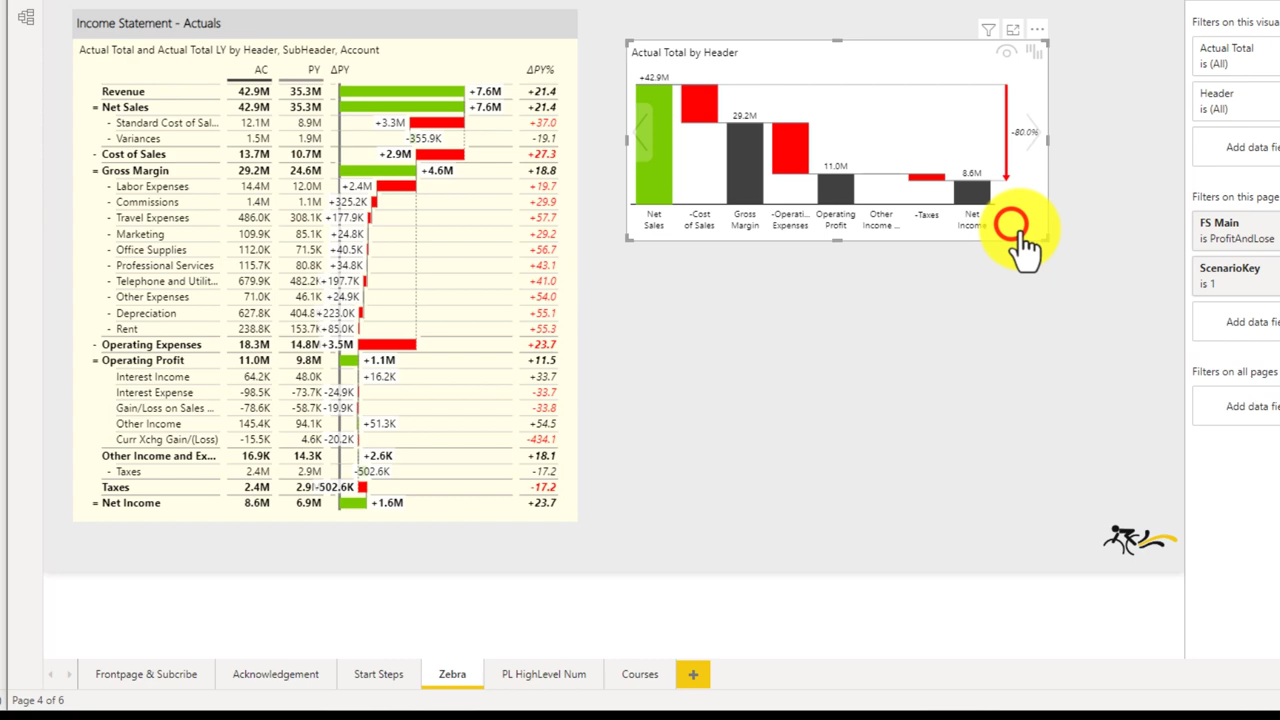 Income Statement - Actuals
Actual Total and Actual Total LY by Header, SubHeader, Account
AC PY ΔPY ΔPY%
Revenue 42.9M 35.3M +7.6M +21.4
= Net Sales 42.9M 35.3M +7.6M +21.4
- Standard Cost of Sal... 12.1M 8.9M +3.3M +37.0
- Variances 1.5M 1.9M -355.9K -19.1
- Cost of Sales 13.7M 10.7M +2.9M +27.3
= Gross Margin 29.2M 24.6M +4.6M +18.8
- Labor Expenses 14.4M 12.0M +2.4M +19.7
- Commissions 1.4M 1.1M +325.2K +29.9
- Travel Expenses 486.0K 308.1K +177.9K +57.7
- Marketing 109.9K 85.1K +24.8K +29.2
- Office Supplies 112.0K 71.5K +40.5K +56.7
- Professional Services 115.7K 80.8K +34.8K +43.1
- Telephone and Utilit... 679.9K 482.2K +197.7K +41.0
- Other Expenses 71.0K 46.1K +24.9K +54.0
- Depreciation 627.8K 404.8 +223.0K +55.1
- Rent 238.8K 153.7K +85.0K +55.3
- Operating Expenses 18.3M 14.8M +3.5M +23.7
= Operating Profit 11.0M 9.8M +1.1M +11.5
Interest Income 64.2K 48.0K +16.2K +33.7
Interest Expense -98.5K -73.7K -24.9K -33.7
Gain/Loss on Sales ... -78.6K -58.7K -19.9K -33.8
Other Income 145.4K 94.1K +51.3K +54.5
Curr Xchg Gain/(Loss) -15.5K 4.6K -20.2K -434.1
Other Income and Ex... 16.9K 14.3K +2.6K +18.1
- Taxes 2.4M 2.9M -502.6K -17.2
Taxes 2.4M 2.9 -502.6K -17.2
= Net Income 8.6M 6.9M +1.6M +23.7
Actual Total by Header
+42.9M
29.2M
11.0M
8.6M
-80.0%
Net Sales
-Cost of Sales
Gross Margin
-Operati... Expenses
Operating Profit
Other Income ...
-Taxes
Net Income
Filters on this visu
Actual Total
is (All)
Header
is (All)
Add data fie
Filters on this page
FS Main
is ProfitAndLose
ScenarioKey
is 1
Add data fiel
Filters on all pages
Add data fiel
Frontpage & Subcribe Acknowledgement Start Steps Zebra PL HighLevel Num Courses +
Page 4 of 6